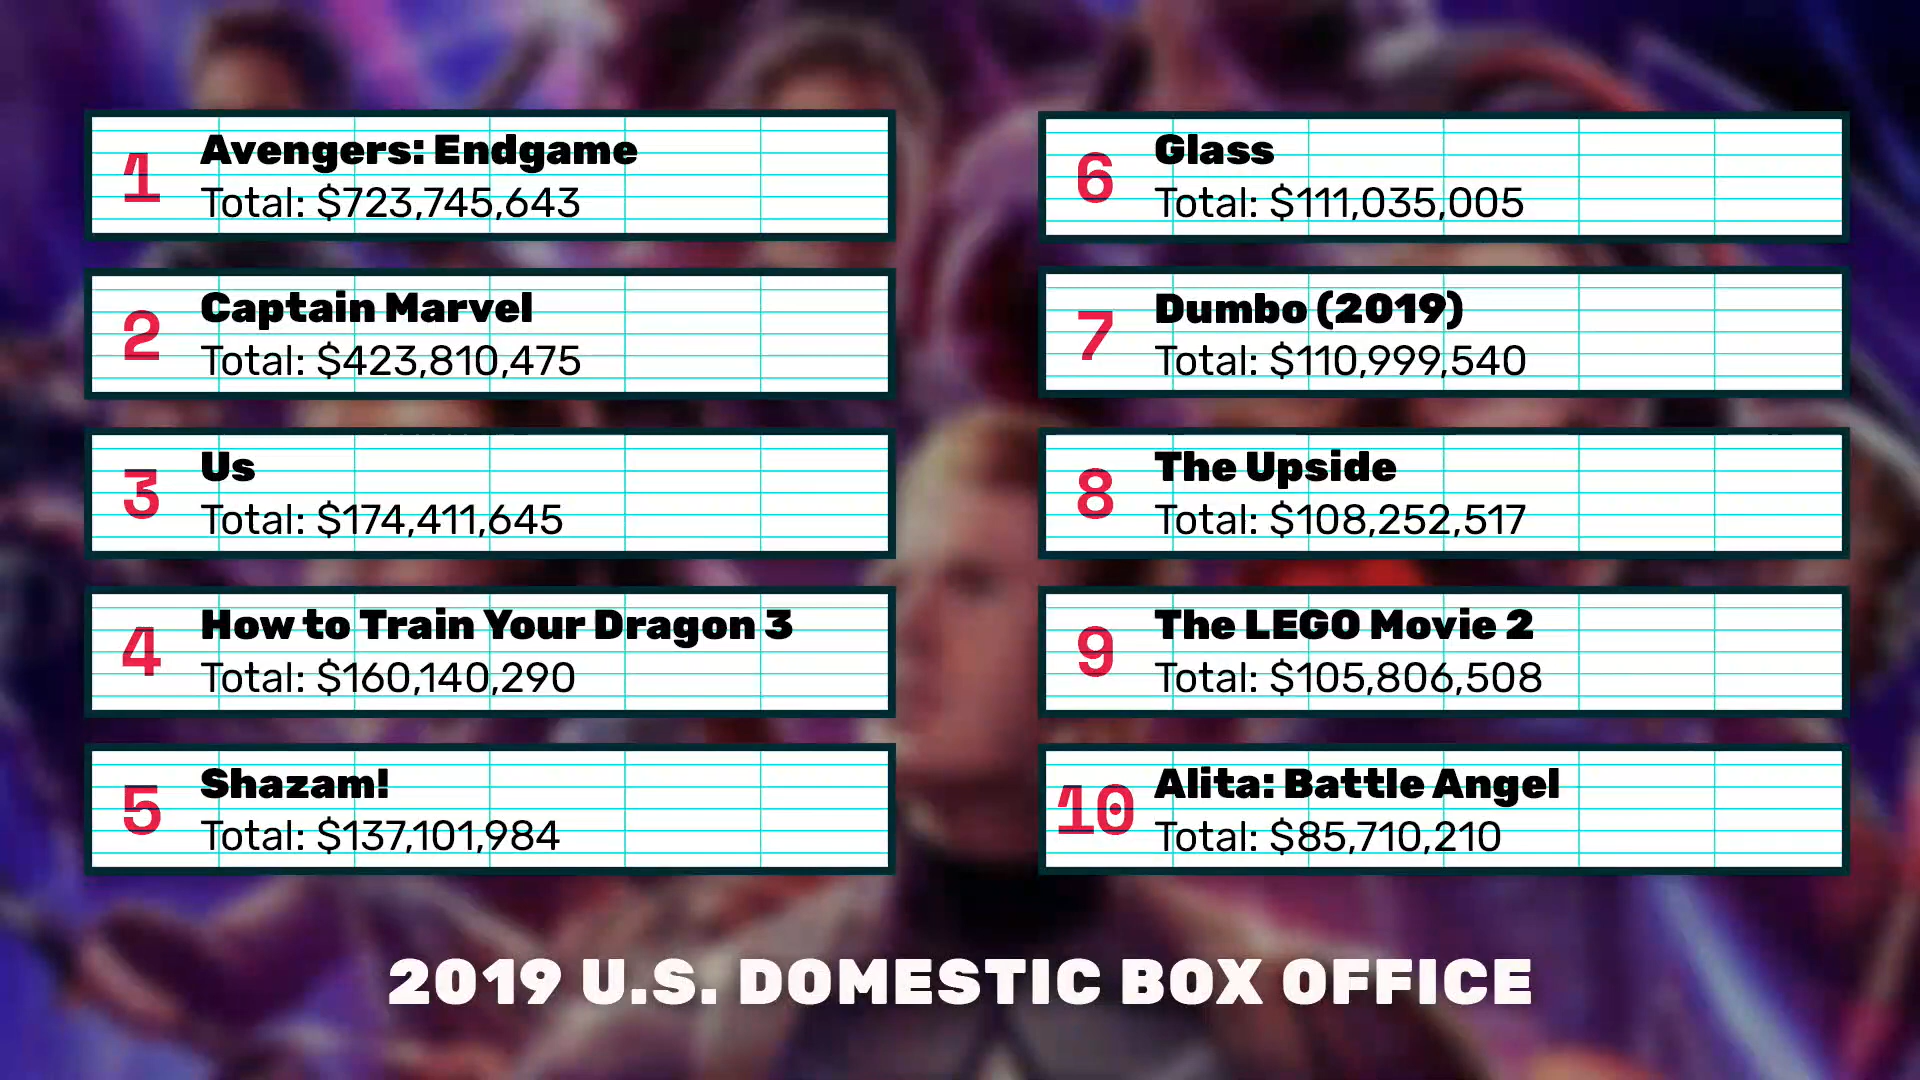 1
Avengers: Endgame
Total: $723,745,643
2
Captain Marvel
Total: $423,810,475
3
Us
Total: $174,411,645
4
How to Train Your Dragon 3
Total: $160,140,290
5
Shazam!
Total: $137,101,984
6
Glass
Total: $111,035,005
7
Dumbo (2019)
Total: $110,999,540
8
The Upside
Total: $108,252,517
9
The LEGO Movie 2
Total: $105,806,508
10
Alita: Battle Angel
Total: $85,710,210
2019 U.S. DOMESTIC BOX OFFICE